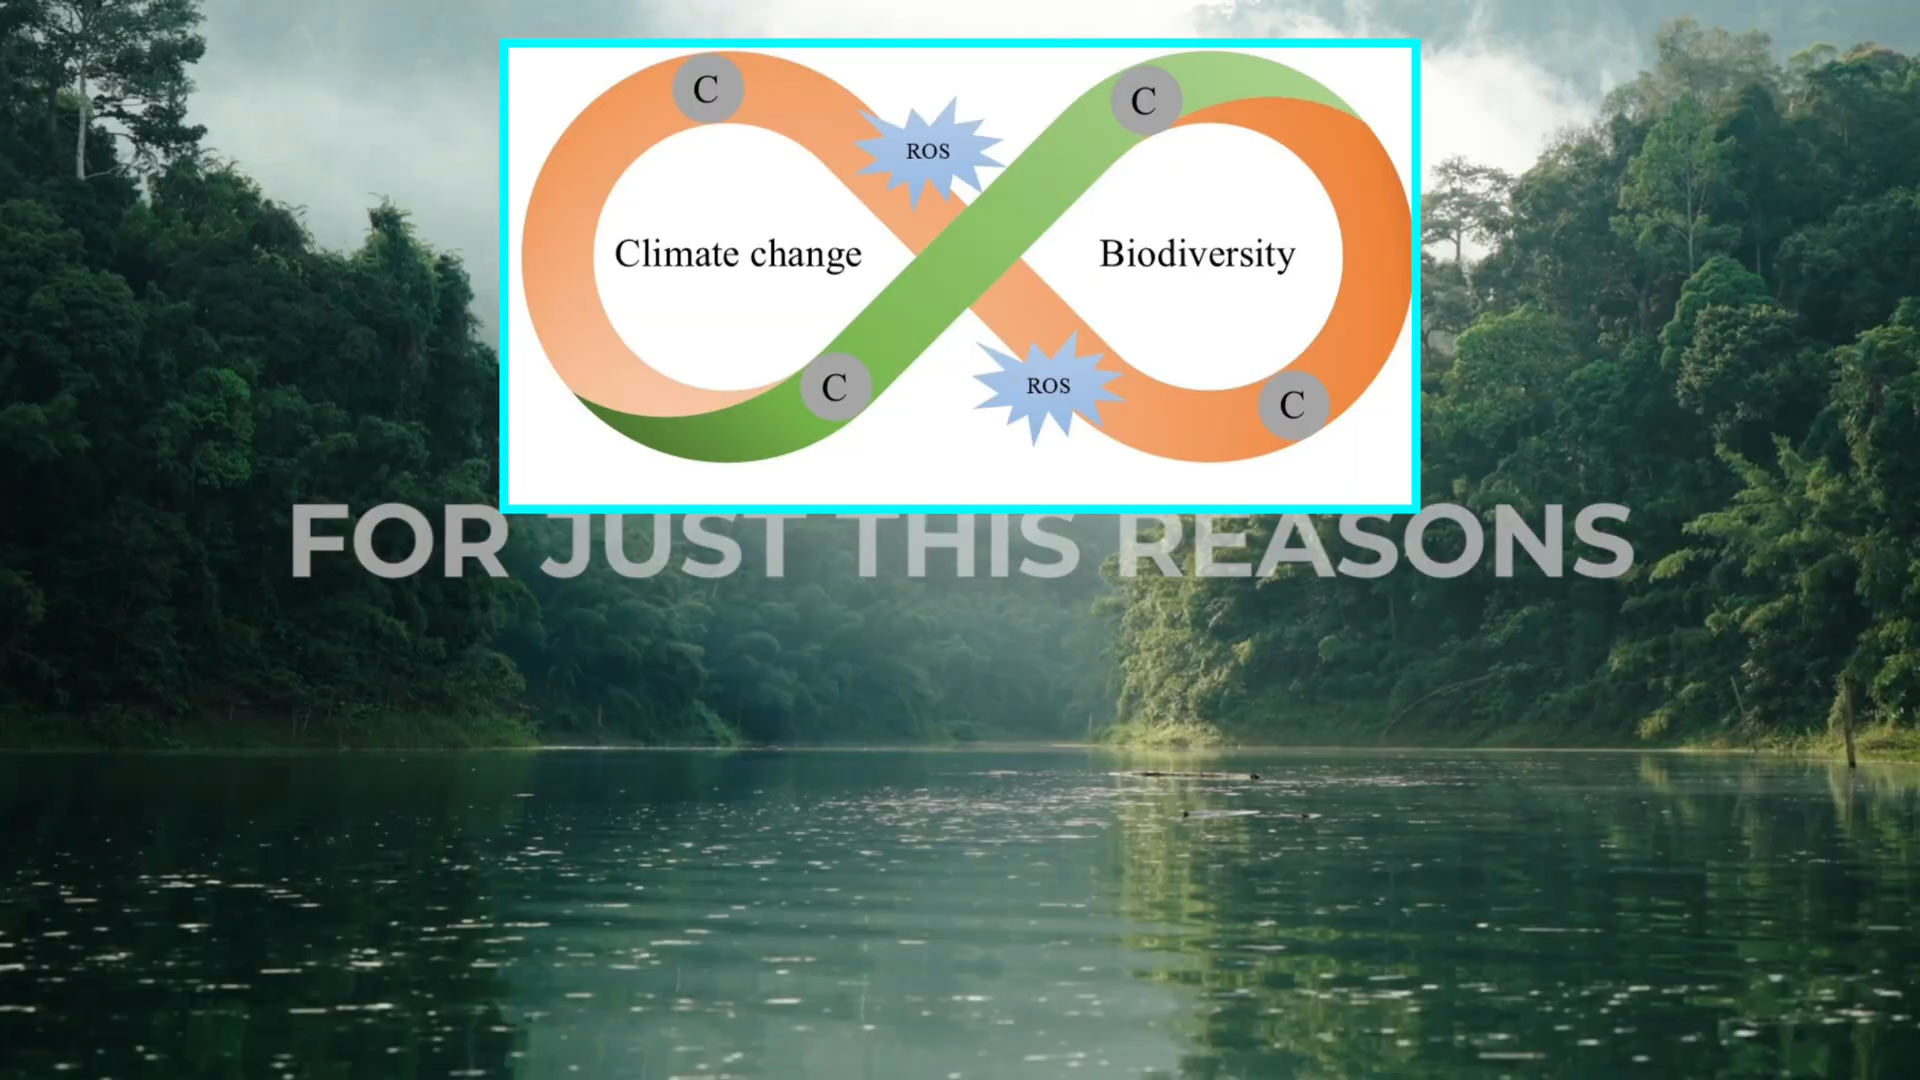 C
C
ROS
Climate change
Biodiversity
C
ROS
C
FOR JUST THIS REASONS